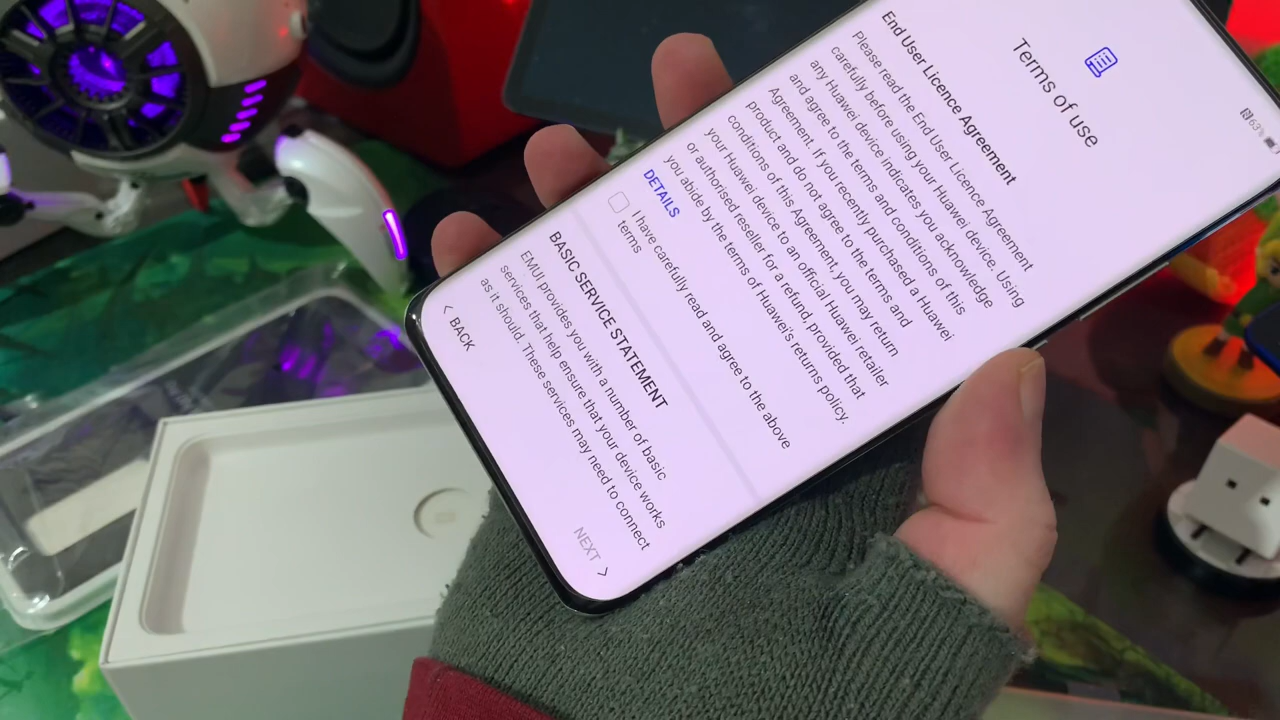 63%
Terms of use
End User Licence Agreement
Please read the End User Licence Agreement
carefully before using your Huawei device. Using
any Huawei device indicates you acknowledge
and agree to the terms and conditions of this
Agreement. If you recently purchased a Huawei
product and do not agree to the terms and
conditions of this Agreement, you may return
your Huawei device to an official Huawei retailer
or authorised reseller for a refund, provided that
you abide by the terms of Huawei's returns policy.
DETAILS
I have carefully read and agree to the above
terms
BASIC SERVICE STATEMENT
EMUI provides you with a number of basic
services that help ensure that your device works
as it should. These services may need to connect
< BACK
NEXT >